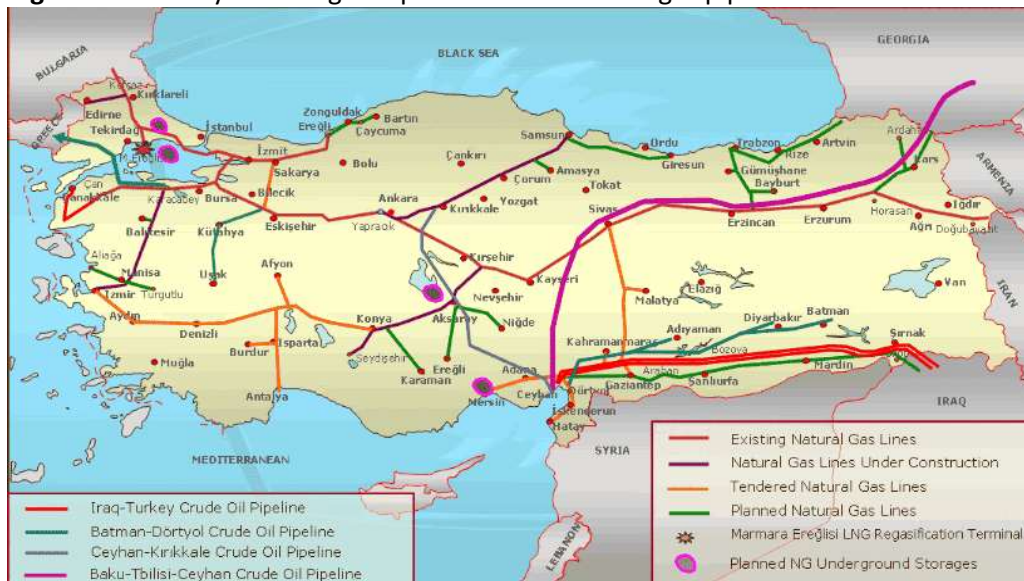 BLACK SEA
GEORGIA
BULGARIA
GREECE
ARMENIA
IRAN
IRAQ
SYRIA
LEBANON
MEDITERRANEAN
Kırklareli
Edirne
Tekirdağ
İstanbul
Çan
Çanakkale
Karacabey
Bursa
Bilecik
İzmit
Sakarya
Bolu
Zonguldak
Ereğli
Bartın
Çaycuma
Çankırı
Samsun
Ordu
Giresun
Trabzon
Rize
Artvin
Ardahan
Kars
Gümüşhane
Bayburt
Amasya
Çorum
Tokat
Yozgat
Ankara
Yapracık
Kırıkkale
Eskişehir
Kütahya
Balıkesir
Uşak
Afyon
Aliağa
Manisa
Turgutlu
İzmir
Aydın
Denizli
Muğla
Burdur
Isparta
Antalya
Konya
Seydişehir
Karaman
Ereğli
Aksaray
Niğde
Nevşehir
Kırşehir
Kayseri
Sivas
Erzincan
Erzurum
Horasan
Ağrı
Iğdır
Doğubayazıt
Van
Malatya
Elazığ
Diyarbakır
Batman
Şırnak
Adıyaman
Bozova
Kahramanmaraş
Mardin
Şanlıurfa
Gaziantep
Araban
Adana
Ceyhan
Mersin
Dörtyol
İskenderun
Hatay
Iraq-Turkey Crude Oil Pipeline
Batman-Dörtyol Crude Oil Pipeline
Ceyhan-Kırıkkale Crude Oil Pipeline
Baku-Tbilisi-Ceyhan Crude Oil Pipeline
Existing Natural Gas Lines
Natural Gas Lines Under Construction
Tendered Natural Gas Lines
Planned Natural Gas Lines
Marmara Ereğlisi LNG Regasification Terminal
Planned NG Underground Storages